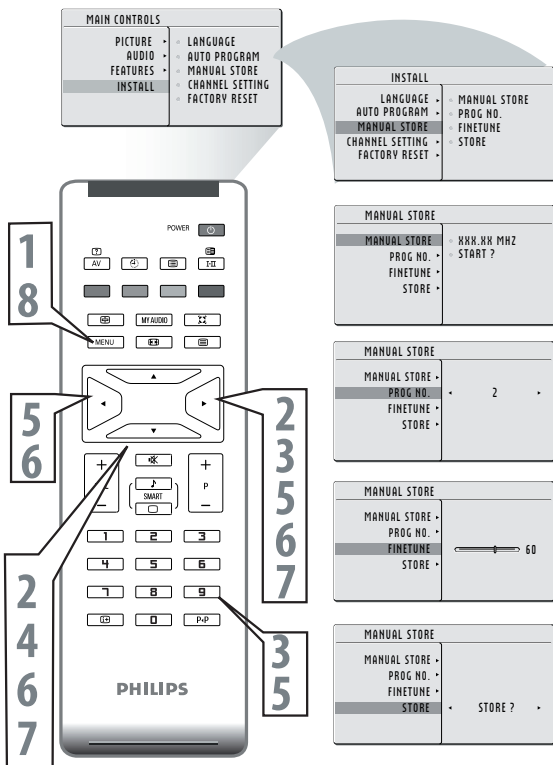 MAIN CONTROLS
PICTURE
AUDIO
FEATURES
INSTALL
LANGUAGE
AUTO PROGRAM
MANUAL STORE
CHANNEL SETTING
FACTORY RESET
INSTALL
LANGUAGE
AUTO PROGRAM
MANUAL STORE
CHANNEL SETTING
FACTORY RESET
MANUAL STORE
PROG NO.
FINETUNE
STORE
MANUAL STORE
MANUAL STORE
PROG NO.
FINETUNE
STORE
XXX.XX MHZ
START ?
MANUAL STORE
MANUAL STORE
PROG NO. 2
FINETUNE
STORE
MANUAL STORE
MANUAL STORE
PROG NO.
FINETUNE 60
STORE
MANUAL STORE
MANUAL STORE
PROG NO.
FINETUNE
STORE STORE ?
POWER
?
AV I-II
MY AUDIO
MENU
+ +
SMART P
– –
1 2 3
4 5 6
7 8 9
0 P•P
PHILIPS
1
8
5
6
2
4
6
7
2
3
5
6
7
3
5